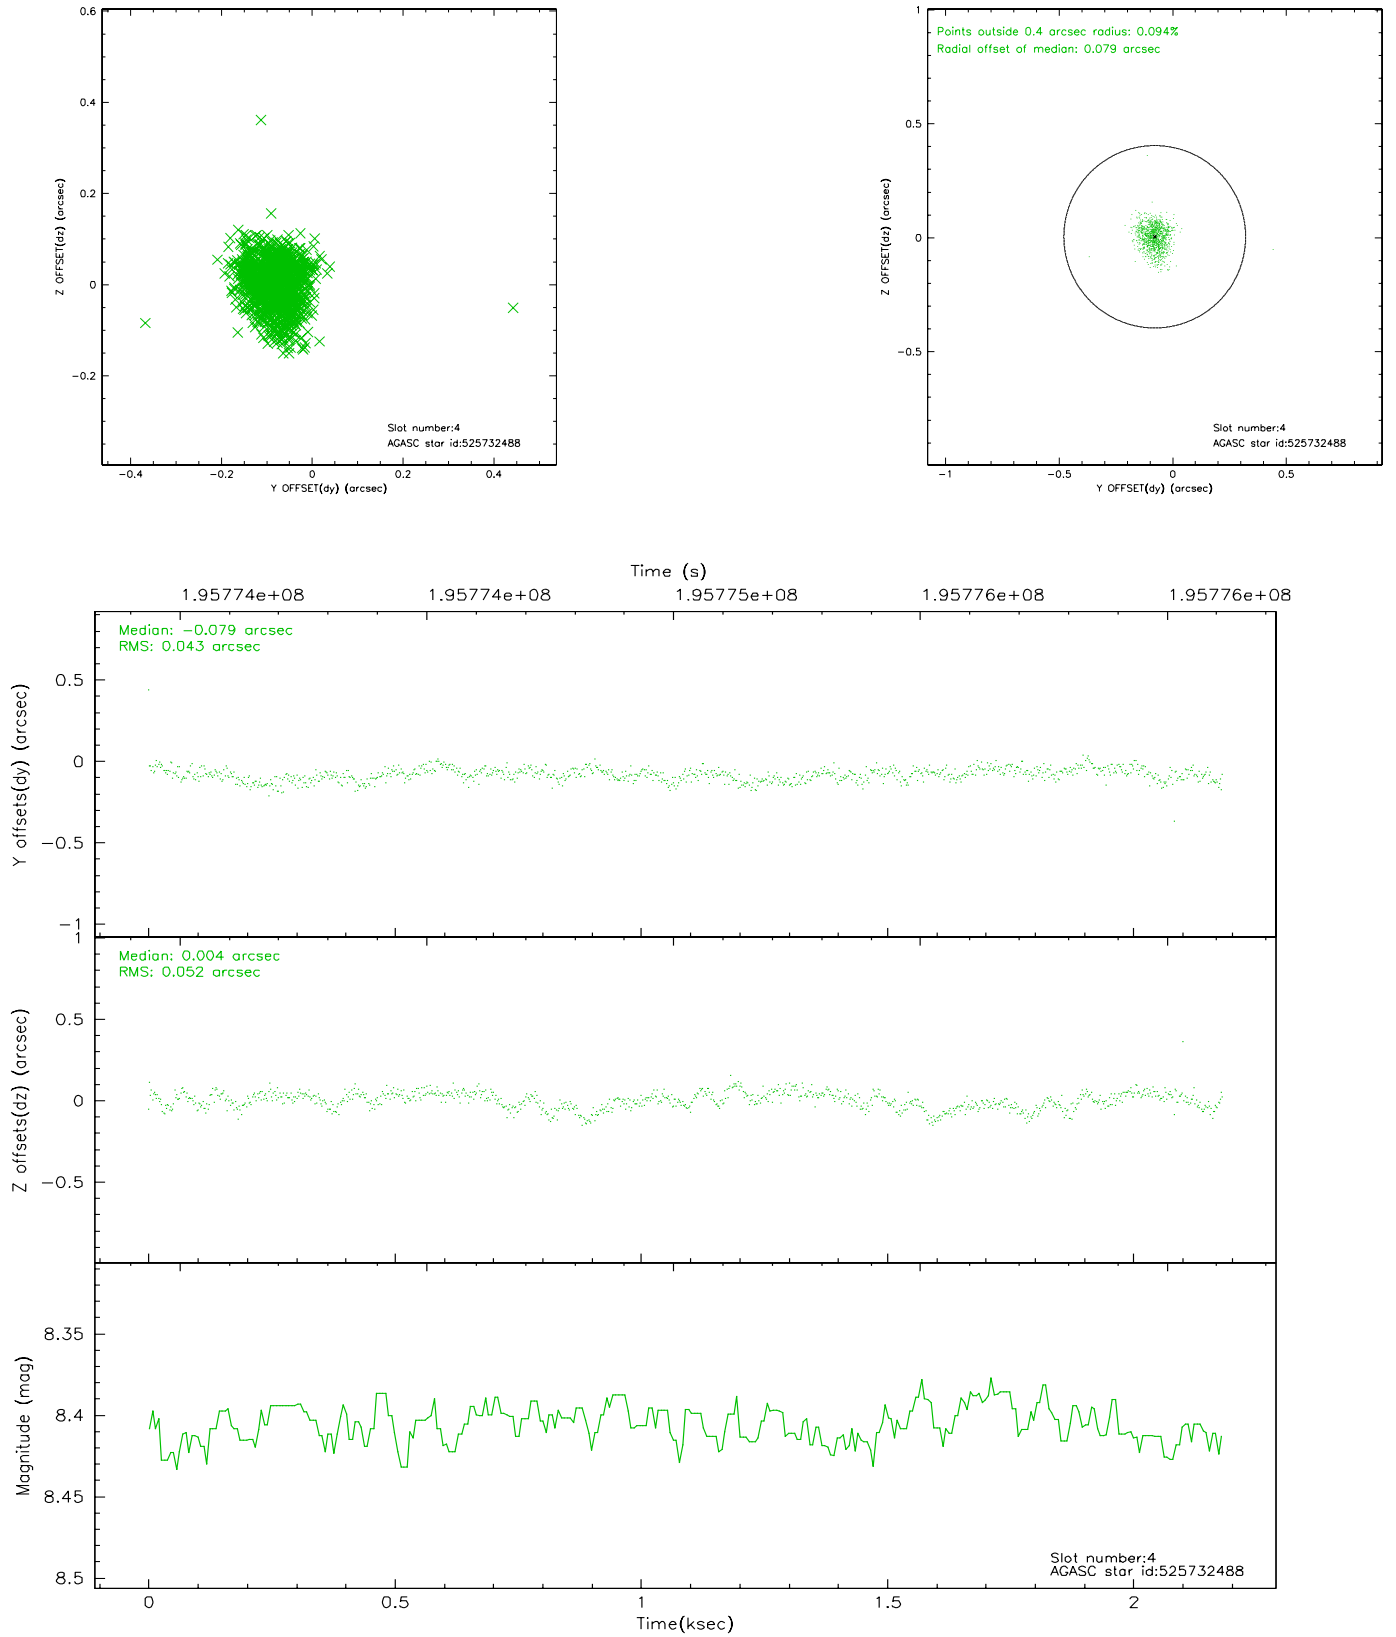 0.6
0.4
0.2
0
−0.2
Z OFFSET(dz) (arcsec)
Slot number:4
AGASC star id:525732488
−0.4 −0.2 0 0.2 0.4
Y OFFSET(dy) (arcsec)
Points outside 0.4 arcsec radius: 0.094%
Radial offset of median: 0.079 arcsec
1
0.5
0
−0.5
Z OFFSET(dz) (arcsec)
Slot number:4
AGASC star id:525732488
−1 −0.5 0 0.5
Y OFFSET(dy) (arcsec)
Time (s)
1.95774e+08 1.95774e+08 1.95775e+08 1.95776e+08 1.95776e+08
Median: −0.079 arcsec
RMS: 0.043 arcsec
0.5
0
−0.5
−1
Y offsets(dy) (arcsec)
Median: 0.004 arcsec
RMS: 0.052 arcsec
1
0.5
0
−0.5
Z offsets(dz) (arcsec)
8.35
8.4
8.45
8.5
Magnitude (mag)
Slot number:4
AGASC star id:525732488
0 0.5 1 1.5 2
Time(ksec)